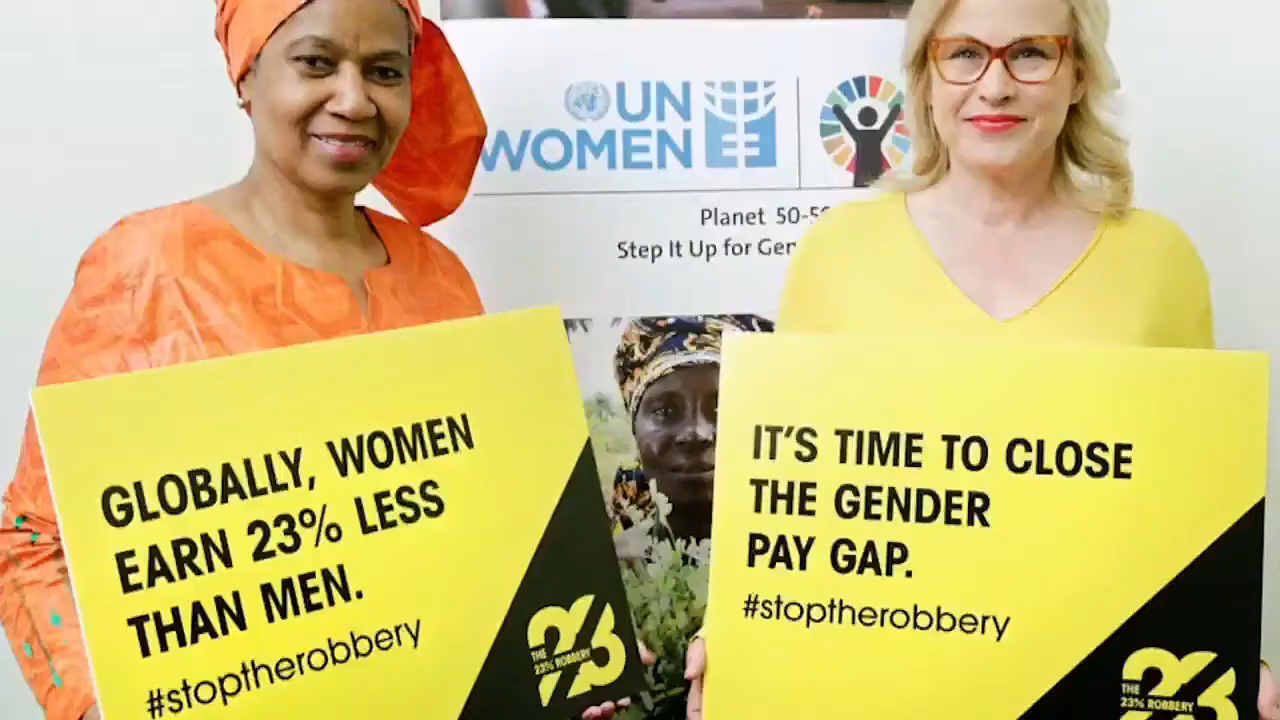 UN
WOMEN
Planet 50-5
Step It Up for Gen
GLOBALLY, WOMEN
EARN 23% LESS
THAN MEN.
#stoptherobbery
THE
23% ROBBERY
23
IT'S TIME TO CLOSE
THE GENDER
PAY GAP.
#stoptherobbery
THE
23% ROBBERY
23